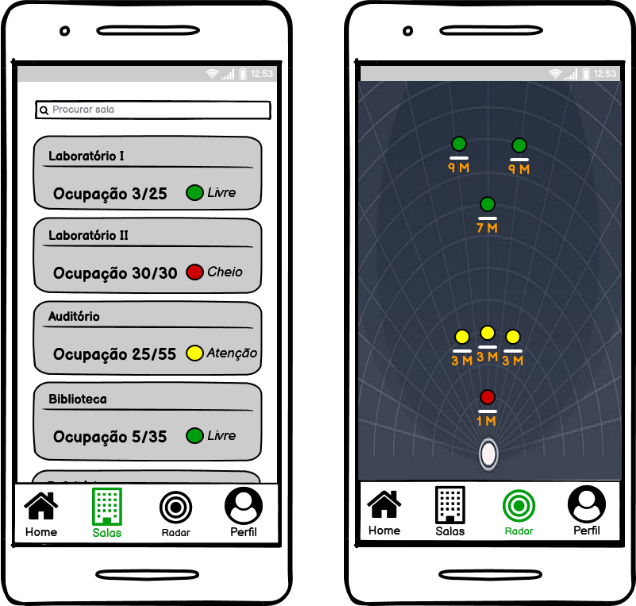 12:53
Procurar sala
Laboratório I
Ocupação 3/25 Livre
Laboratório II
Ocupação 30/30 Cheio
Auditório
Ocupação 25/55 Atenção
Biblioteca
Ocupação 5/35 Livre
Home Salas Radar Perfil
12:53
9 M 9 M
7 M
3 M 3 M 3 M
1 M
Home Salas Radar Perfil